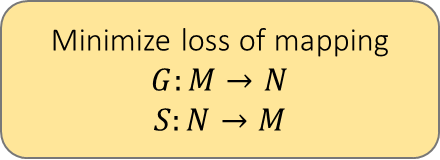 Minimize loss of mapping
G: M → N
S: N → M